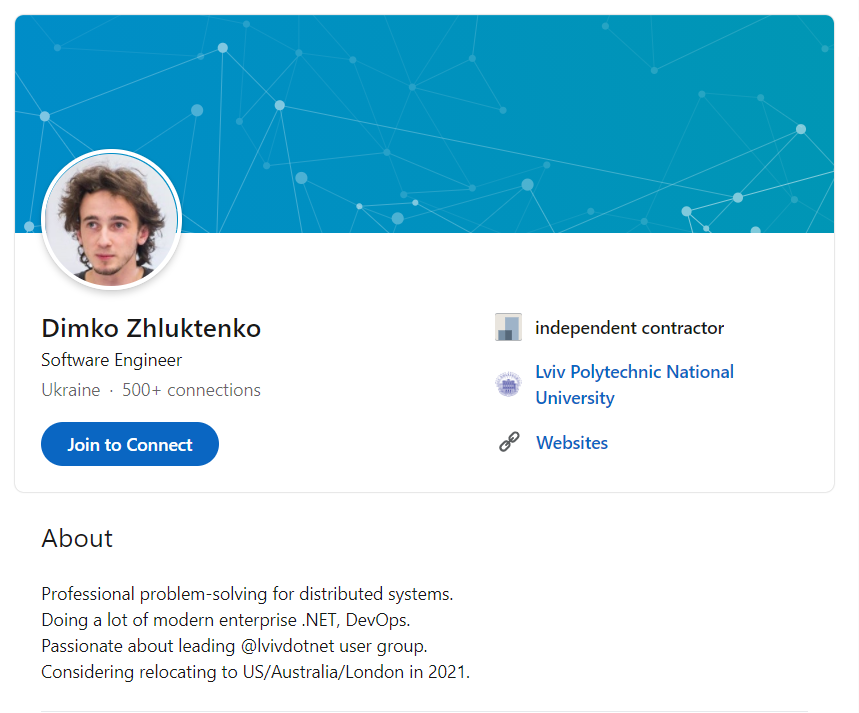 Dimko Zhluktenko
Software Engineer
Ukraine · 500+ connections
Join to Connect
independent contractor
Lviv Polytechnic National
University
Websites
About
Professional problem-solving for distributed systems.
Doing a lot of modern enterprise .NET, DevOps.
Passionate about leading @lvivdotnet user group.
Considering relocating to US/Australia/London in 2021.